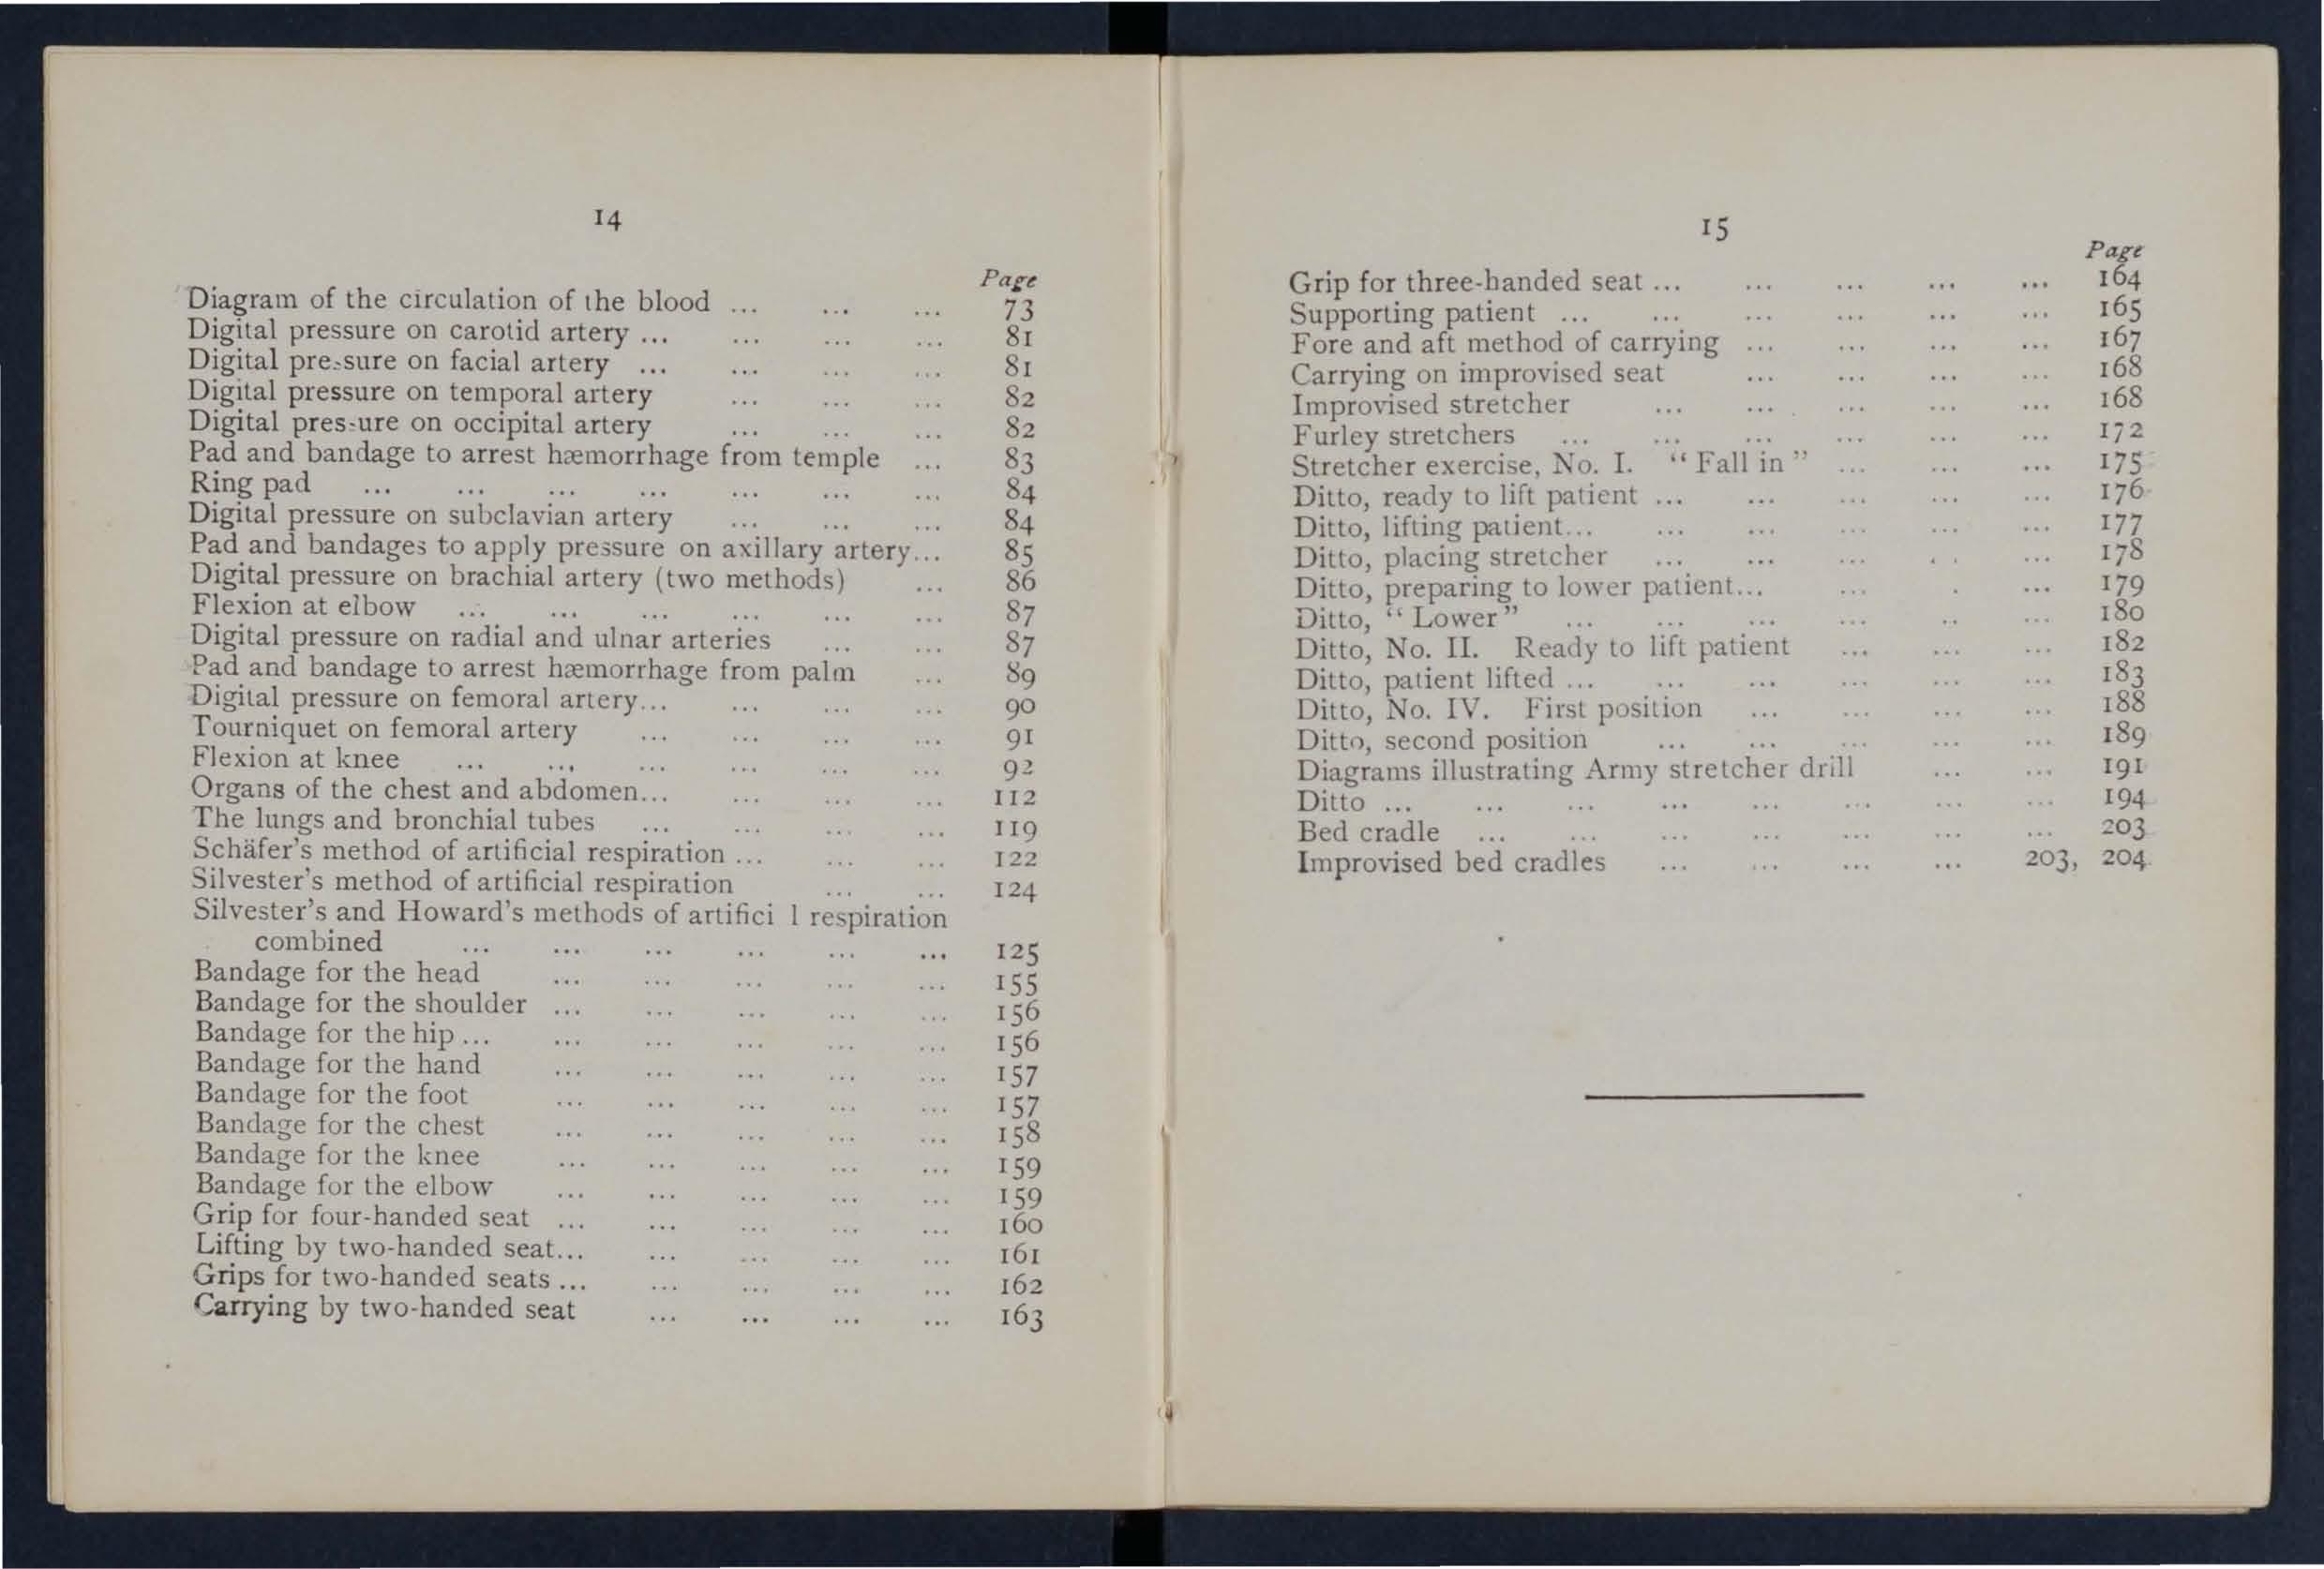 14
Page
Diagram of the circulation of the blood ... ... ... 73
Digital pressure on carotid artery ... ... ... ... 81
Digital pressure on facial artery ... ... ... ... 81
Digital pressure on temporal artery ... ... ... 82
Digital pressure on occipital artery ... ... ... 82
Pad and bandage to arrest hæmorrhage from temple ... 83
Ring pad ... ... ... ... ... ... ... 84
Digital pressure on subclavian artery ... ... ... 84
Pad and bandages to apply pressure on axillary artery... 85
Digital pressure on brachial artery (two methods) ... 86
Flexion at elbow ... ... ... ... ... ... 87
Digital pressure on radial and ulnar arteries ... ... 87
Pad and bandage to arrest hæmorrhage from palm ... 89
Digital pressure on femoral artery... ... ... ... 90
Tourniquet on femoral artery ... ... ... ... 91
Flexion at knee ... ... ... ... ... ... 92
Organs of the chest and abdomen... ... ... ... 112
The lungs and bronchial tubes ... ... ... ... 119
Schäfer's method of artificial respiration ... ... ... 122
Silvester's method of artificial respiration ... ... 124
Silvester's and Howard's methods of artifici l respiration
combined ... ... ... ... ... ... 125
Bandage for the head ... ... ... ... ... 155
Bandage for the shoulder ... ... ... ... ... 156
Bandage for the hip ... ... ... ... ... ... 156
Bandage for the hand ... ... ... ... ... 157
Bandage for the foot ... ... ... ... ... 157
Bandage for the chest ... ... ... ... ... 158
Bandage for the knee ... ... ... ... ... 159
Bandage for the elbow ... ... ... ... ... 159
Grip for four-handed seat ... ... ... ... ... 160
Lifting by two-handed seat... ... ... ... ... 161
Grips for two-handed seats ... ... ... ... ... 162
Carrying by two-handed seat ... ... ... ... 163
15
Page
Grip for three-handed seat ... ... ... ... ... 164
Supporting patient ... ... ... ... ... ... 165
Fore and aft method of carrying ... ... ... ... 167
Carrying on improvised seat ... ... ... ... 168
Improvised stretcher ... ... ... ... ... 168
Furley stretchers ... ... ... ... ... ... 172
Stretcher exercise, No. I. "Fall in" ... ... ... 175
Ditto, ready to lift patient ... ... ... ... ... 176
Ditto, lifting patient... ... ... ... ... ... 177
Ditto, placing stretcher ... ... ... . . ... 178
Ditto, preparing to lower patient... ... . ... 179
Ditto, "Lower" ... ... ... ... .. ... 180
Ditto, No. II. Ready to lift patient ... ... ... 182
Ditto, patient lifted ... ... ... ... ... ... 183
Ditto, No. IV. First position ... ... ... ... 188
Ditto, second position ... ... ... ... ... 189
Diagrams illustrating Army stretcher drill ... ... 191
Ditto ... ... ... ... ... ... ... ... 194
Bed cradle ... ... ... ... ... ... ... 203
Improvised bed cradles ... ... ... ... 203, 204